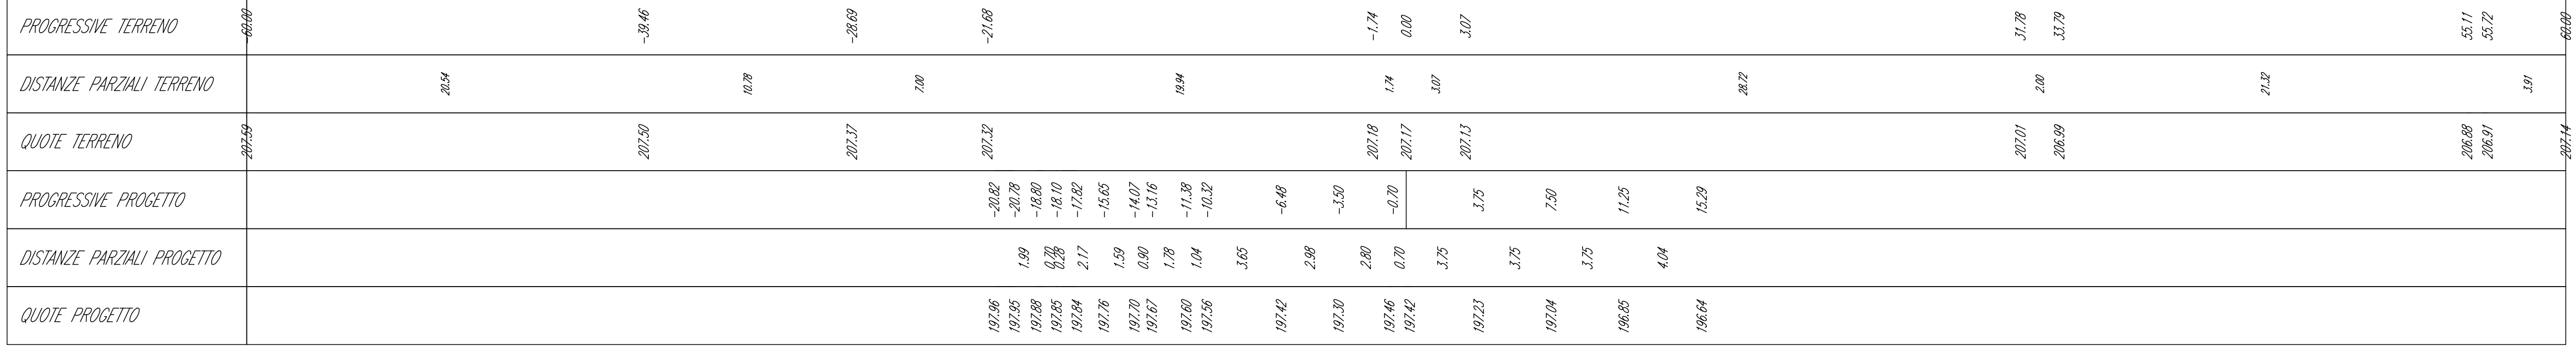 PROGRESSIVE TERRENO -60.00 -39.46 -28.69 -21.68 -1.74 0.00 3.07 31.78 33.79 55.11 55.72 60.00
DISTANZE PARZIALI TERRENO 20.54 10.78 7.00 19.94 1.74 3.07 28.72 2.00 21.32 3.91
QUOTE TERRENO 207.59 207.50 207.37 207.32 207.18 207.17 207.13 207.01 206.99 206.88 206.91 207.14
PROGRESSIVE PROGETTO -20.82 -20.78 -18.80 -18.10 -17.82 -15.65 -14.07 -13.16 -11.38 -10.32 -6.48 -3.50 -0.70 3.75 7.50 11.25 15.29
DISTANZE PARZIALI PROGETTO 1.99 0.70 0.28 2.17 1.59 0.90 1.78 1.04 3.65 2.98 2.80 0.70 3.75 3.75 3.75 4.04
QUOTE PROGETTO 197.96 197.95 197.88 197.85 197.84 197.76 197.70 197.67 197.60 197.56 197.42 197.30 197.46 197.42 197.23 197.04 196.85 196.64